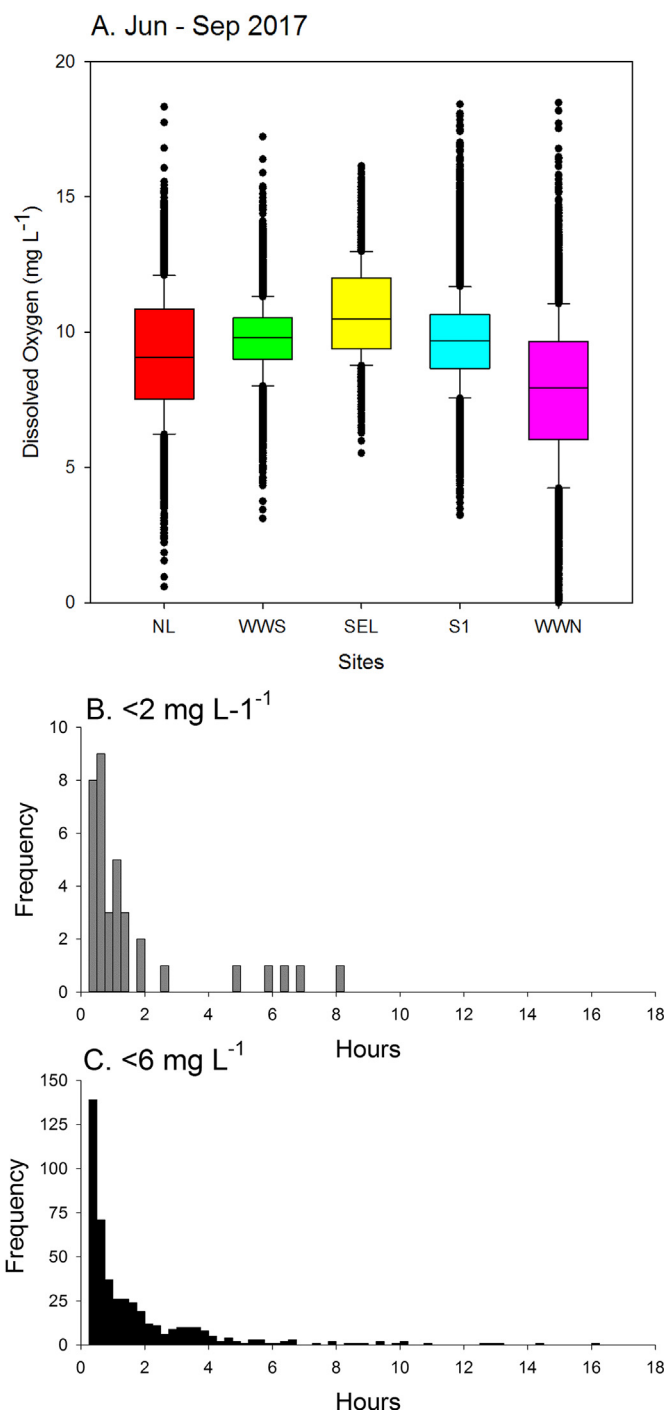 A. Jun - Sep 2017
Dissolved Oxygen (mg L⁻¹)
20
15
10
5
0
NL WWS SEL S1 WWN
Sites
B. <2 mg L-1⁻¹
Frequency
10
8
6
4
2
0
0 2 4 6 8 10 12 14 16 18
Hours
C. <6 mg L⁻¹
Frequency
150
125
100
75
50
25
0
0 2 4 6 8 10 12 14 16 18
Hours